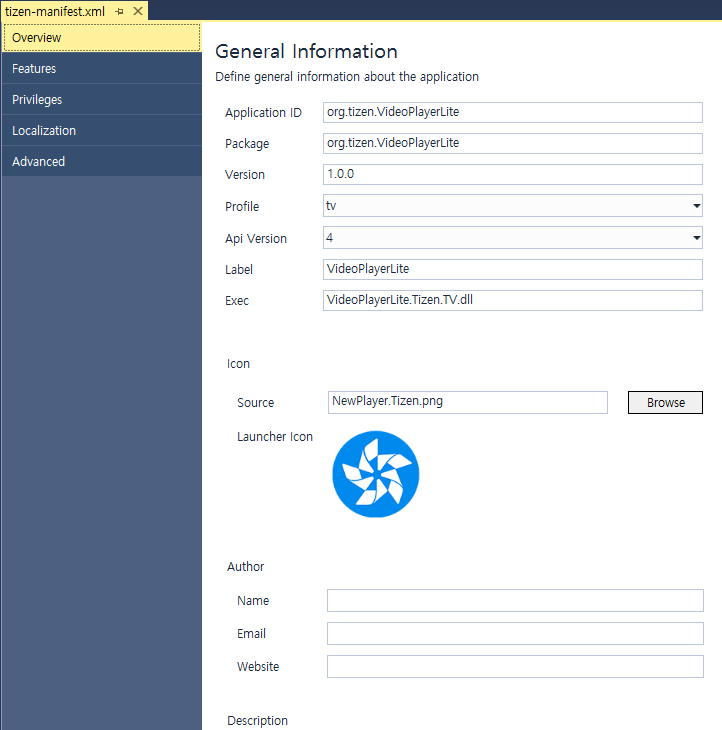 tizen-manifest.xml
Overview
Features
Privileges
Localization
Advanced
General Information
Define general information about the application
Application ID org.tizen.VideoPlayerLite
Package org.tizen.VideoPlayerLite
Version 1.0.0
Profile tv
Api Version 4
Label VideoPlayerLite
Exec VideoPlayerLite.Tizen.TV.dll
Icon
Source NewPlayer.Tizen.png Browse
Launcher Icon
Author
Name
Email
Website
Description